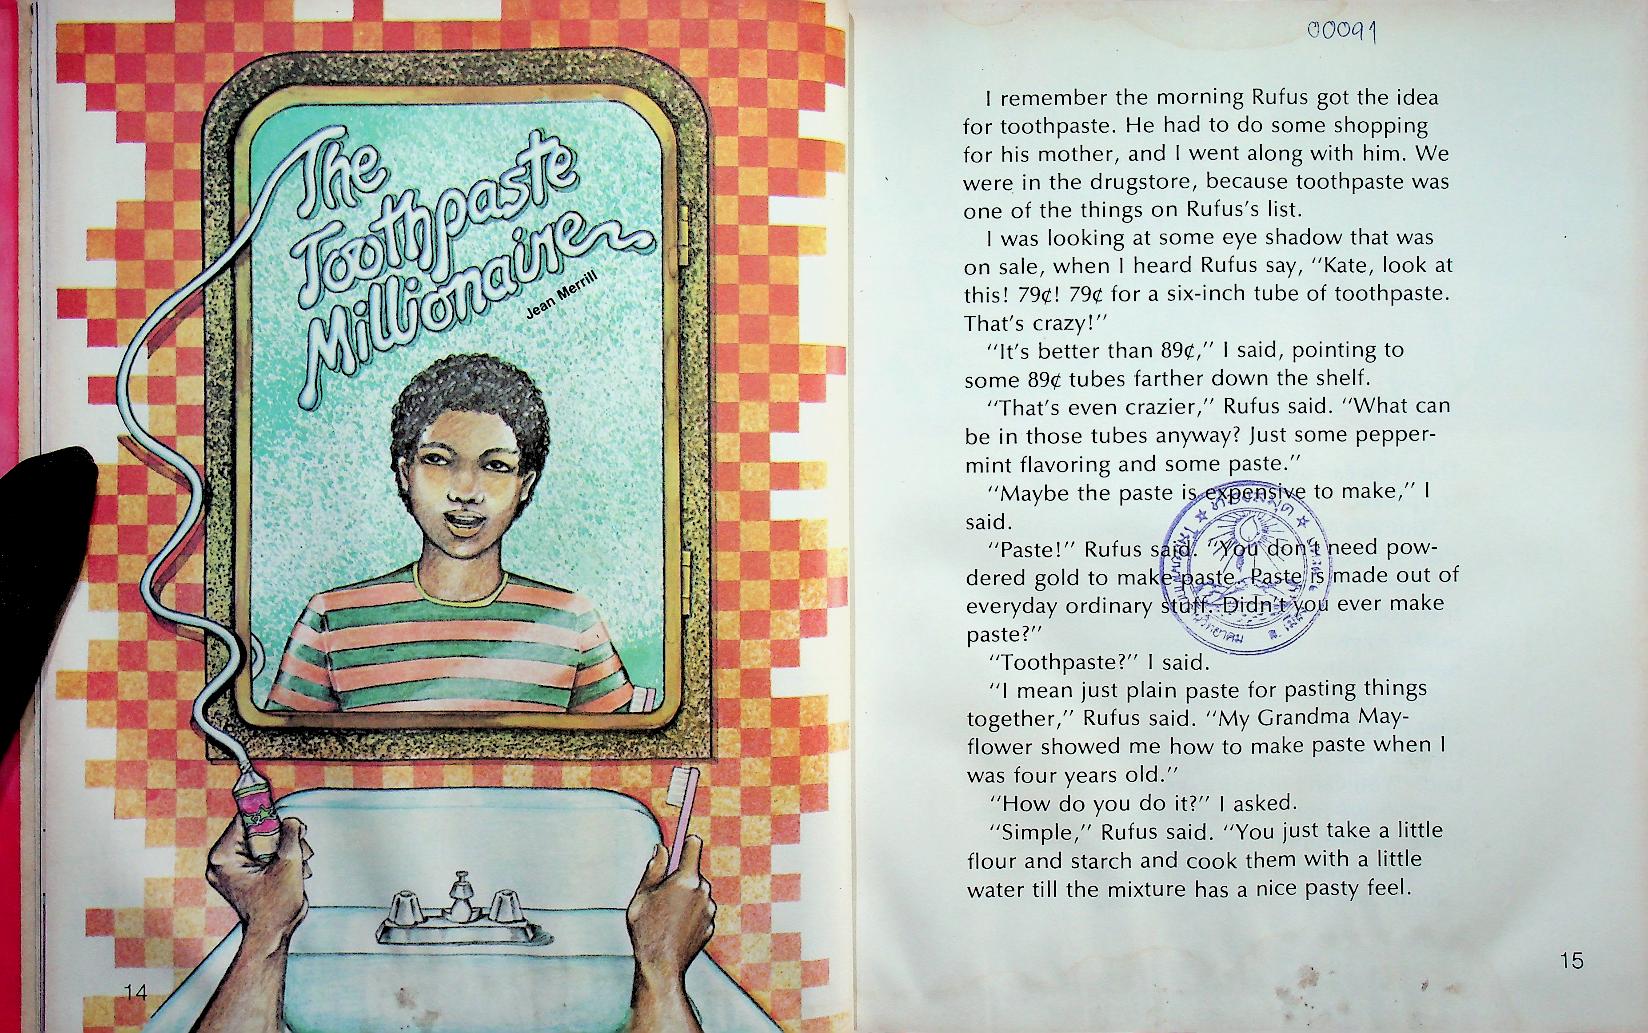 The
Toothpaste
Millionaire
Jean Merrill
14
00091
I remember the morning Rufus got the idea
for toothpaste. He had to do some shopping
for his mother, and I went along with him. We
were in the drugstore, because toothpaste was
one of the things on Rufus's list.
I was looking at some eye shadow that was
on sale, when I heard Rufus say, “Kate, look at
this! 79¢! 79¢ for a six-inch tube of toothpaste.
That's crazy!”
“It's better than 89¢,” I said, pointing to
some 89¢ tubes farther down the shelf.
“That's even crazier,” Rufus said. “What can
be in those tubes anyway? Just some pepper-
mint flavoring and some paste.”
“Maybe the paste is expensive to make,” I
said.
“Paste!” Rufus said. “You don't need pow-
dered gold to make paste. Paste is made out of
everyday ordinary stuff. Didn't you ever make
paste?”
“Toothpaste?” I said.
“I mean just plain paste for pasting things
together,” Rufus said. “My Grandma May-
flower showed me how to make paste when I
was four years old.”
“How do you do it?” I asked.
“Simple,” Rufus said. “You just take a little
flour and starch and cook them with a little
water till the mixture has a nice pasty feel.
15